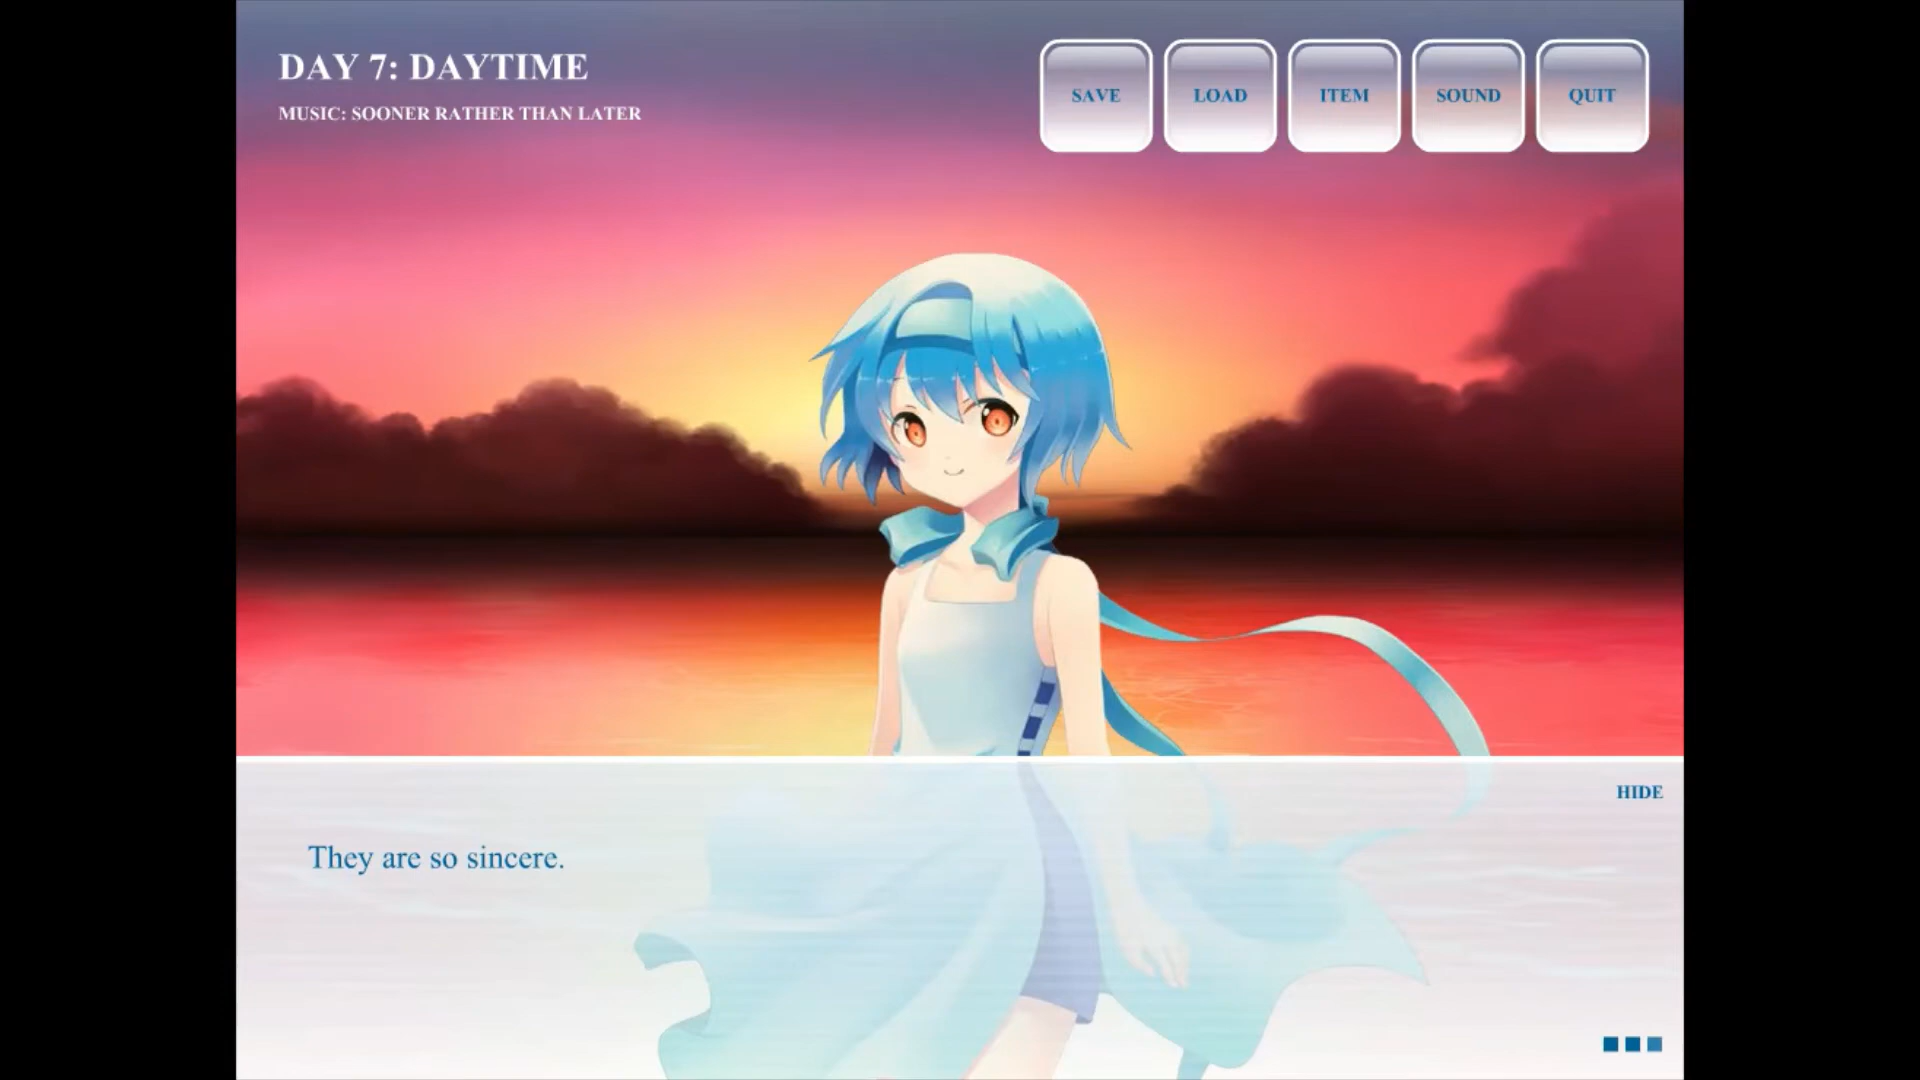 DAY 7: DAYTIME
MUSIC: SOONER RATHER THAN LATER
SAVE
LOAD
ITEM
SOUND
QUIT
HIDE
They are so sincere.